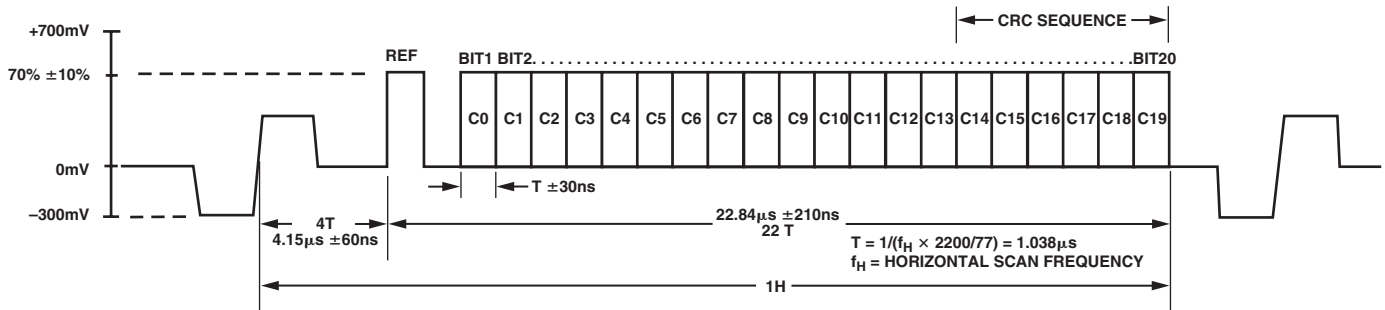 CRC SEQUENCE
+700mV
REF
BIT1 BIT2. . . . . . . . . . . . . . . . . . . . . . . . . . . . . . . . . . . . . . . . . . . . . . . . . . . . . . . . . . . . . .BIT20
70% ±10%
C0 C1 C2 C3 C4 C5 C6 C7 C8 C9 C10 C11 C12 C13 C14 C15 C16 C17 C18 C19
0mV
T ±30ns
–300mV
4T
4.15µs ±60ns
22.84µs ±210ns
22 T
T = 1/(fH × 2200/77) = 1.038µs
fH = HORIZONTAL SCAN FREQUENCY
1H